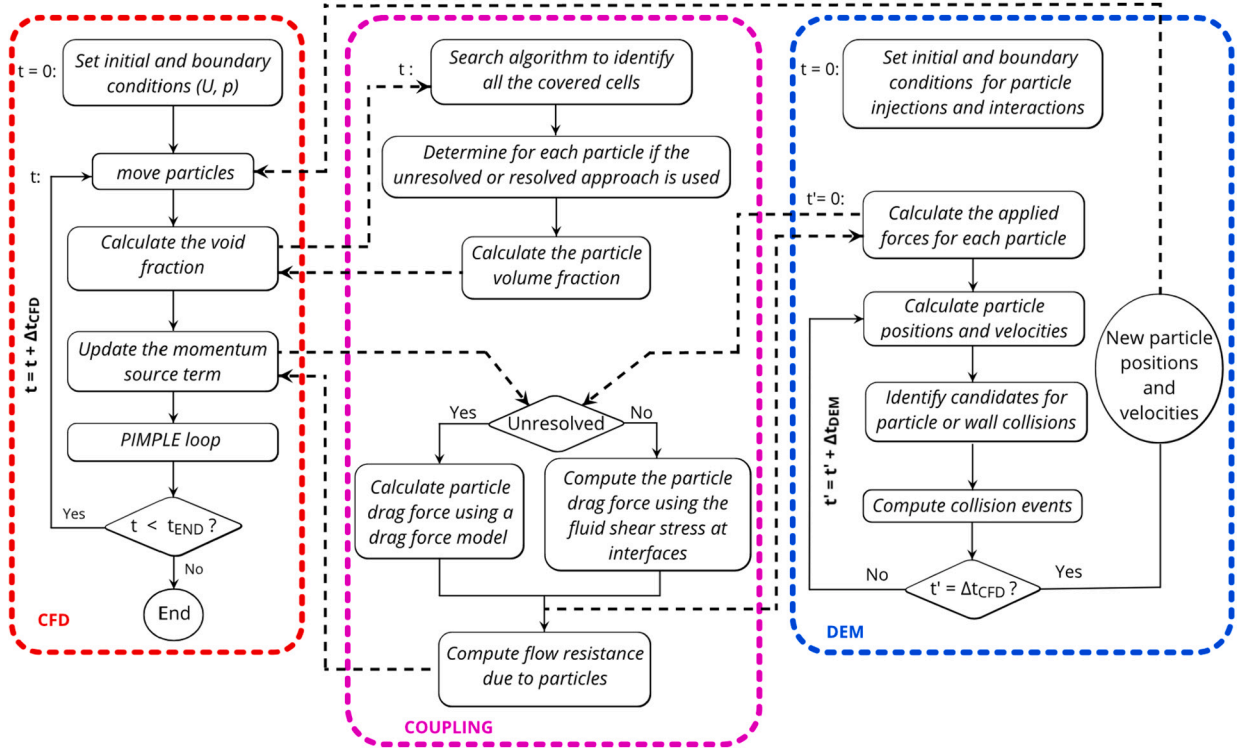 t = 0:
Set initial and boundary
conditions (U, p)
t:
move particles
Calculate the void
fraction
Update the momentum
source term
PIMPLE loop
t < tEND ?
Yes
No
End
t = t + ΔtCFD
CFD
t :
Search algorithm to identify
all the covered cells
Determine for each particle if the
unresolved or resolved approach is used
Calculate the particle
volume fraction
Unresolved
Yes
No
Calculate particle
drag force using a
drag force model
Compute the particle
drag force using the
fluid shear stress at
interfaces
Compute flow resistance
due to particles
COUPLING
t = 0:
Set initial and boundary
conditions for particle
injections and interactions
t'= 0:
Calculate the applied
forces for each particle
Calculate particle
positions and velocities
Identify candidates for
particle or wall collisions
Compute collision events
t' = ΔtCFD ?
No
Yes
t' = t' + ΔtDEM
New particle
positions
and
velocities
DEM